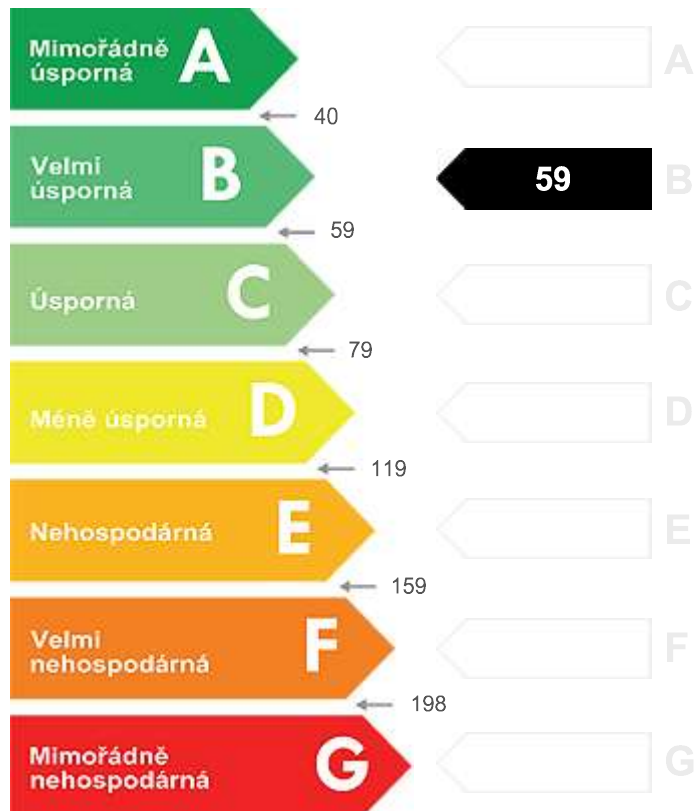 Mimořádně
úsporná
A
A
40
Velmi
úsporná
B
59
B
59
Úsporná
C
C
79
Méně úsporná
D
D
119
Nehospodárná
E
E
159
Velmi
nehospodárná
F
F
198
Mimořádně
nehospodárná
G
G